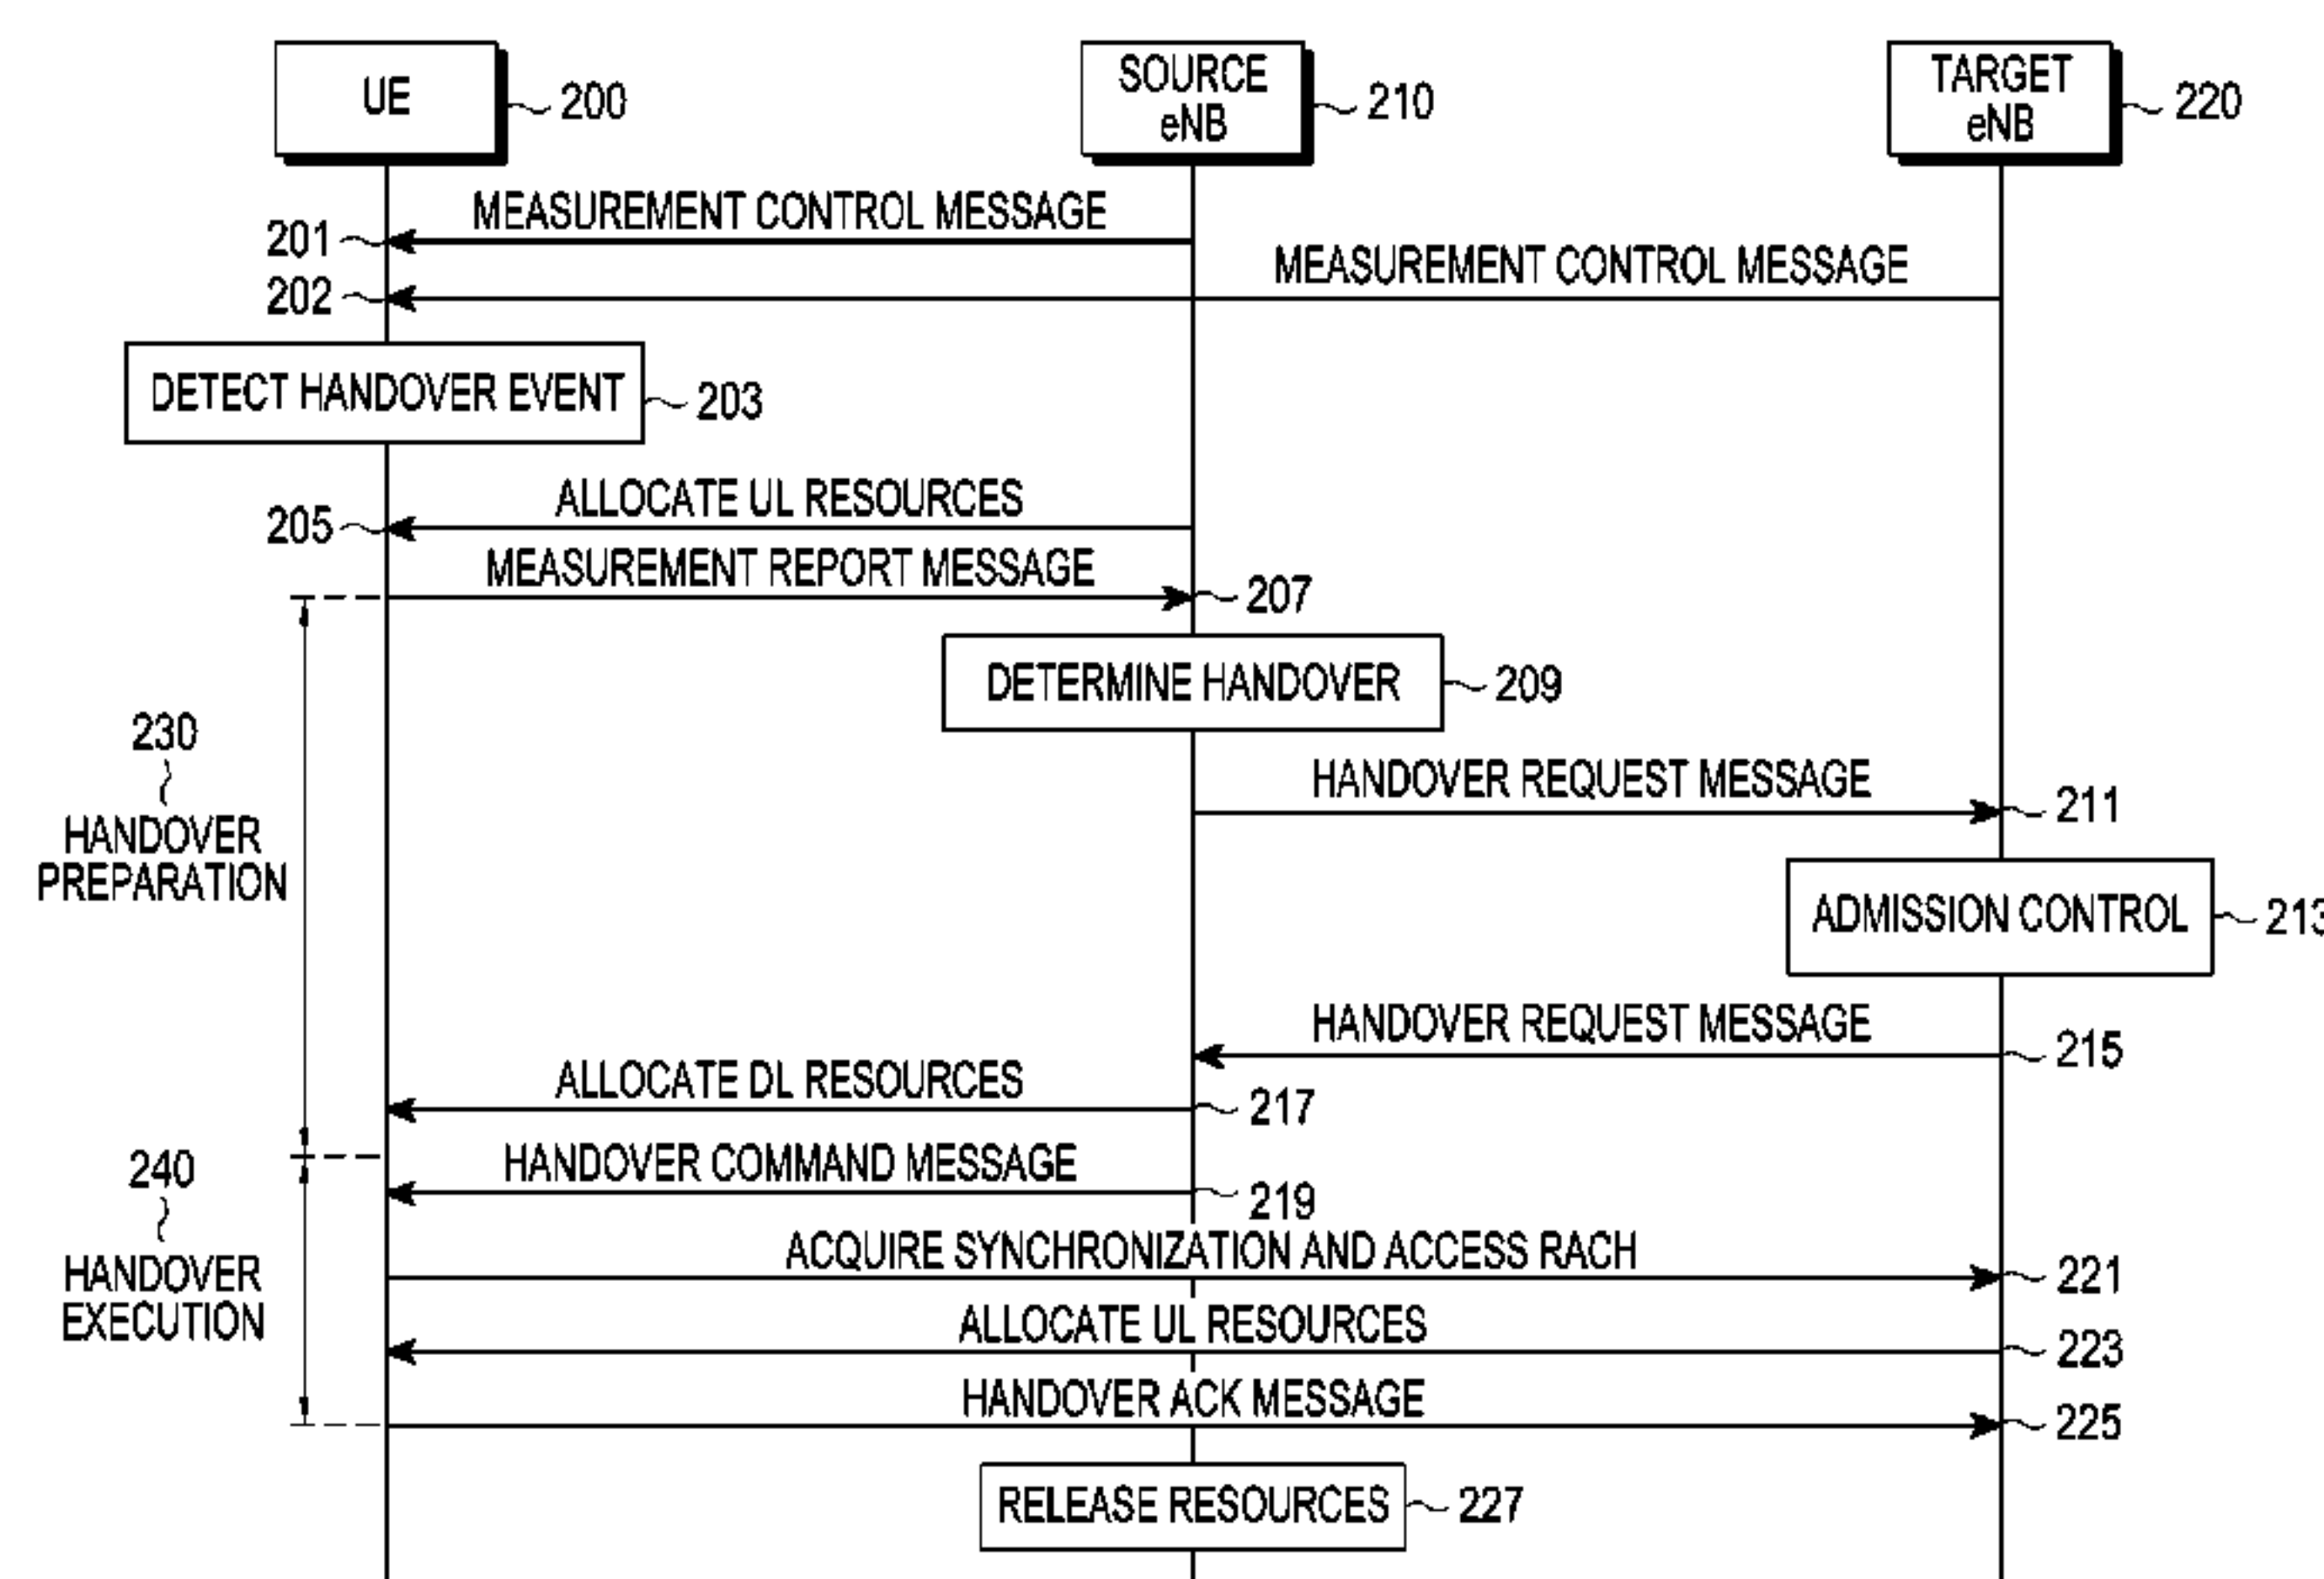 UE
200
SOURCE
eNB
210
TARGET
eNB
220
MEASUREMENT CONTROL MESSAGE
201
MEASUREMENT CONTROL MESSAGE
202
DETECT HANDOVER EVENT
203
ALLOCATE UL RESOURCES
205
MEASUREMENT REPORT MESSAGE
207
DETERMINE HANDOVER
209
230
HANDOVER
PREPARATION
HANDOVER REQUEST MESSAGE
211
ADMISSION CONTROL
213
HANDOVER REQUEST MESSAGE
215
ALLOCATE DL RESOURCES
217
HANDOVER COMMAND MESSAGE
219
240
HANDOVER
EXECUTION
ACQUIRE SYNCHRONIZATION AND ACCESS RACH
221
ALLOCATE UL RESOURCES
223
HANDOVER ACK MESSAGE
225
RELEASE RESOURCES
227